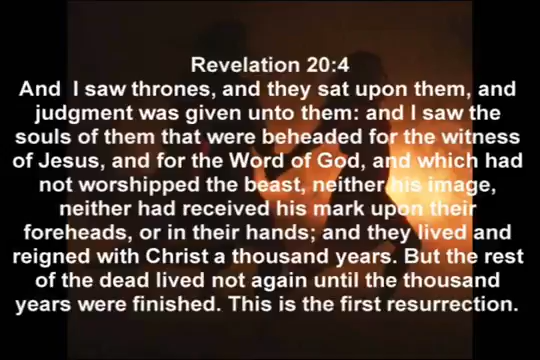 Revelation 20:4
And I saw thrones, and they sat upon them, and
judgment was given unto them: and I saw the
souls of them that were beheaded for the witness
of Jesus, and for the Word of God, and which had
not worshipped the beast, neither his image,
neither had received his mark upon their
foreheads, or in their hands; and they lived and
reigned with Christ a thousand years. But the rest
of the dead lived not again until the thousand
years were finished. This is the first resurrection.